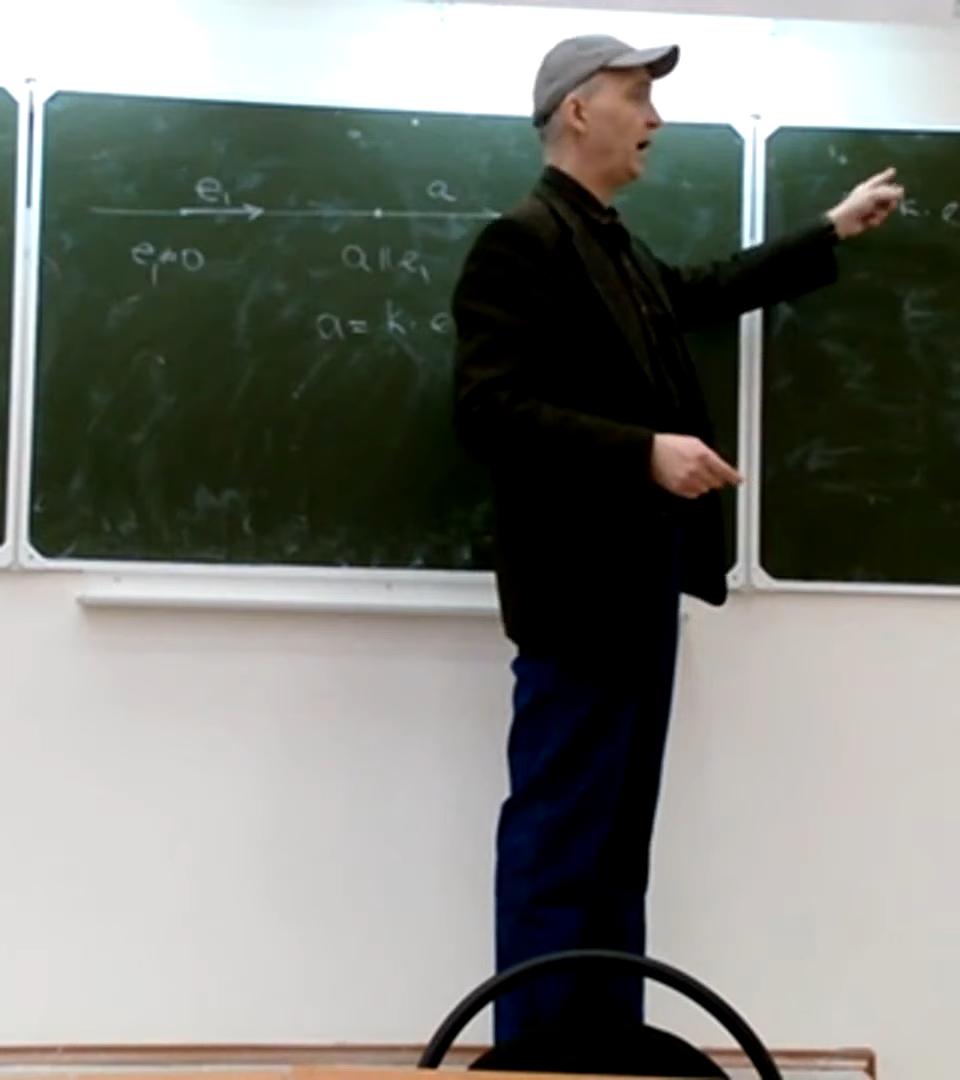 e₁ a
e₁≠0 a ∥ e₁
a = k · e
k · e